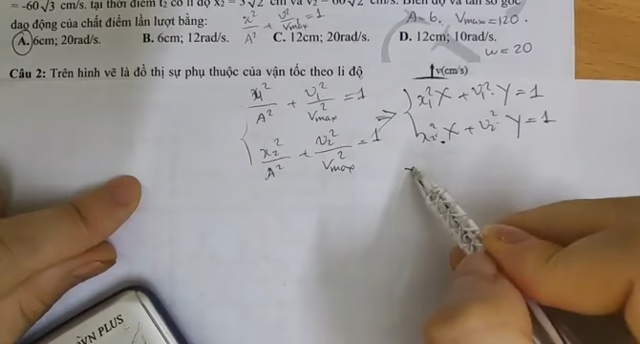 = -60√3 cm/s. tại thời điểm t₂ có li độ x₂ = 3√2 cm và v₂ = 60√2 cm/s. Biên độ và tần số góc
dao động của chất điểm lần lượt bằng:
x²/A² + v²/Vmax² = 1
A = 6. Vmax = 120.
A. 6cm; 20rad/s. B. 6cm; 12rad/s. C. 12cm; 20rad/s. D. 12cm; 10rad/s.
ω = 20
Câu 2: Trên hình vẽ là đồ thị sự phụ thuộc của vận tốc theo li độ
v(cm/s)
x₁²/A² + v₁²/Vmax² = 1
x₂²/A² + v₂²/Vmax² = 1
=> x₁²X + v₁²Y = 1
x₂²X + v₂²Y = 1
VN PLUS